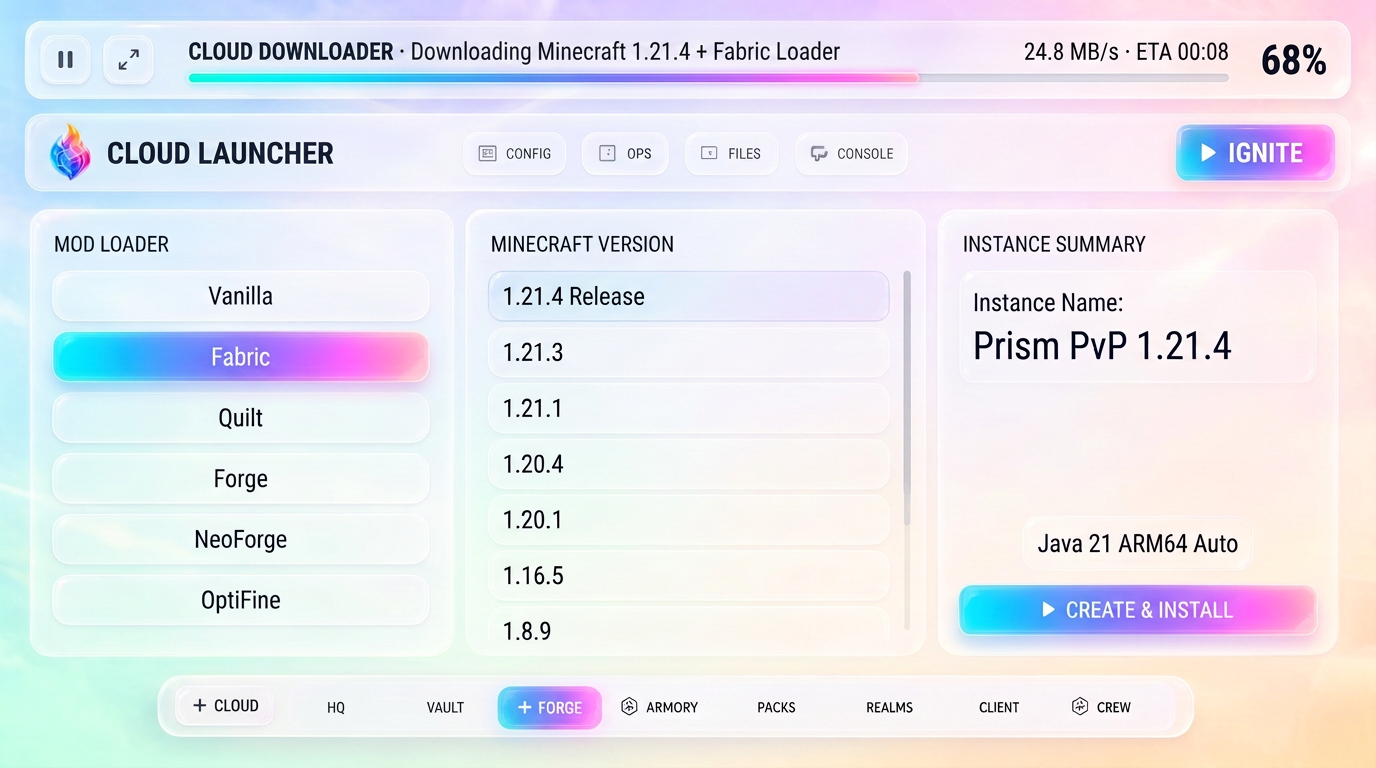 CLOUD DOWNLOADER · Downloading Minecraft 1.21.4 + Fabric Loader
24.8 MB/s · ETA 00:08
68%
CLOUD LAUNCHER
CONFIG
OPS
FILES
CONSOLE
IGNITE
MOD LOADER
Vanilla
Fabric
Quilt
Forge
NeoForge
OptiFine
MINECRAFT VERSION
1.21.4 Release
1.21.3
1.21.1
1.20.4
1.20.1
1.16.5
1.8.9
INSTANCE SUMMARY
Instance Name:
Prism PvP 1.21.4
Java 21 ARM64 Auto
CREATE & INSTALL
+ CLOUD
HQ
VAULT
+ FORGE
ARMORY
PACKS
REALMS
CLIENT
CREW